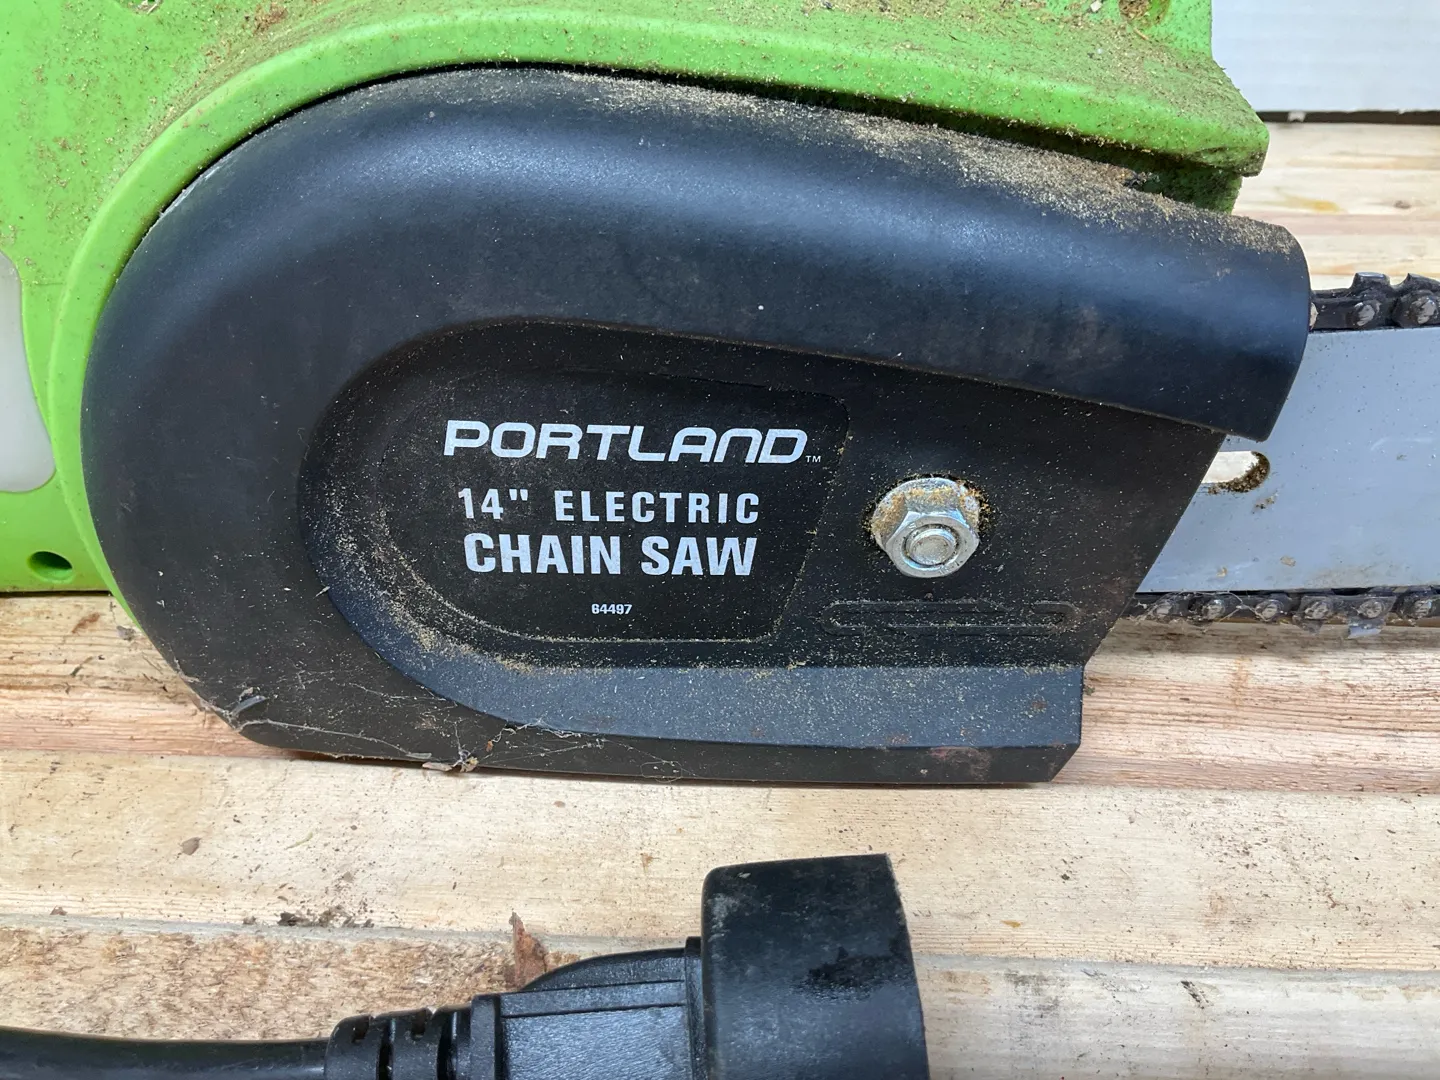 PORTLAND™
14" ELECTRIC
CHAIN SAW
64497